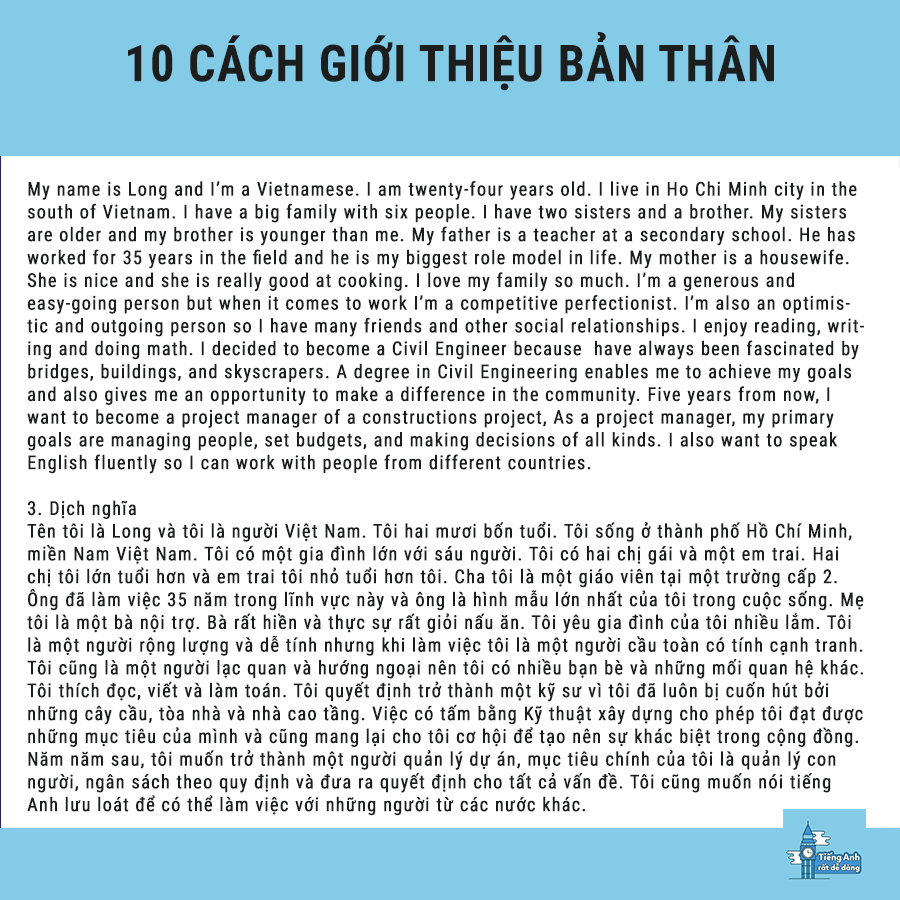 10 CÁCH GIỚI THIỆU BẢN THÂN
My name is Long and I'm a Vietnamese. I am twenty-four years old. I live in Ho Chi Minh city in the
south of Vietnam. I have a big family with six people. I have two sisters and a brother. My sisters
are older and my brother is younger than me. My father is a teacher at a secondary school. He has
worked for 35 years in the field and he is my biggest role model in life. My mother is a housewife.
She is nice and she is really good at cooking. I love my family so much. I'm a generous and
easy-going person but when it comes to work I'm a competitive perfectionist. I'm also an optimis-
tic and outgoing person so I have many friends and other social relationships. I enjoy reading, writ-
ing and doing math. I decided to become a Civil Engineer because  have always been fascinated by
bridges, buildings, and skyscrapers. A degree in Civil Engineering enables me to achieve my goals
and also gives me an opportunity to make a difference in the community. Five years from now, I
want to become a project manager of a constructions project, As a project manager, my primary
goals are managing people, set budgets, and making decisions of all kinds. I also want to speak
English fluently so I can work with people from different countries.
3. Dịch nghĩa
Tên tôi là Long và tôi là người Việt Nam. Tôi hai mươi bốn tuổi. Tôi sống ở thành phố Hồ Chí Minh,
miền Nam Việt Nam. Tôi có một gia đình lớn với sáu người. Tôi có hai chị gái và một em trai. Hai
chị tôi lớn tuổi hơn và em trai tôi nhỏ tuổi hơn tôi. Cha tôi là một giáo viên tại một trường cấp 2.
Ông đã làm việc 35 năm trong lĩnh vực này và ông là hình mẫu lớn nhất của tôi trong cuộc sống. Mẹ
tôi là một bà nội trợ. Bà rất hiền và thực sự rất giỏi nấu ăn. Tôi yêu gia đình của tôi nhiều lắm. Tôi
là một người rộng lượng và dễ tính nhưng khi làm việc tôi là một người cầu toàn có tính cạnh tranh.
Tôi cũng là một người lạc quan và hướng ngoại nên tôi có nhiều bạn bè và những mối quan hệ khác.
Tôi thích đọc, viết và làm toán. Tôi quyết định trở thành một kỹ sư vì tôi đã luôn bị cuốn hút bởi
những cây cầu, tòa nhà và nhà cao tầng. Việc có tấm bằng Kỹ thuật xây dựng cho phép tôi đạt được
những mục tiêu của mình và cũng mang lại cho tôi cơ hội để tạo nên sự khác biệt trong cộng đồng.
Năm năm sau, tôi muốn trở thành một người quản lý dự án, mục tiêu chính của tôi là quản lý con
người, ngân sách theo quy định và đưa ra quyết định cho tất cả vấn đề. Tôi cũng muốn nói tiếng
Anh lưu loát để có thể làm việc với những người từ các nước khác.
Tiếng Anh
rất dễ dàng